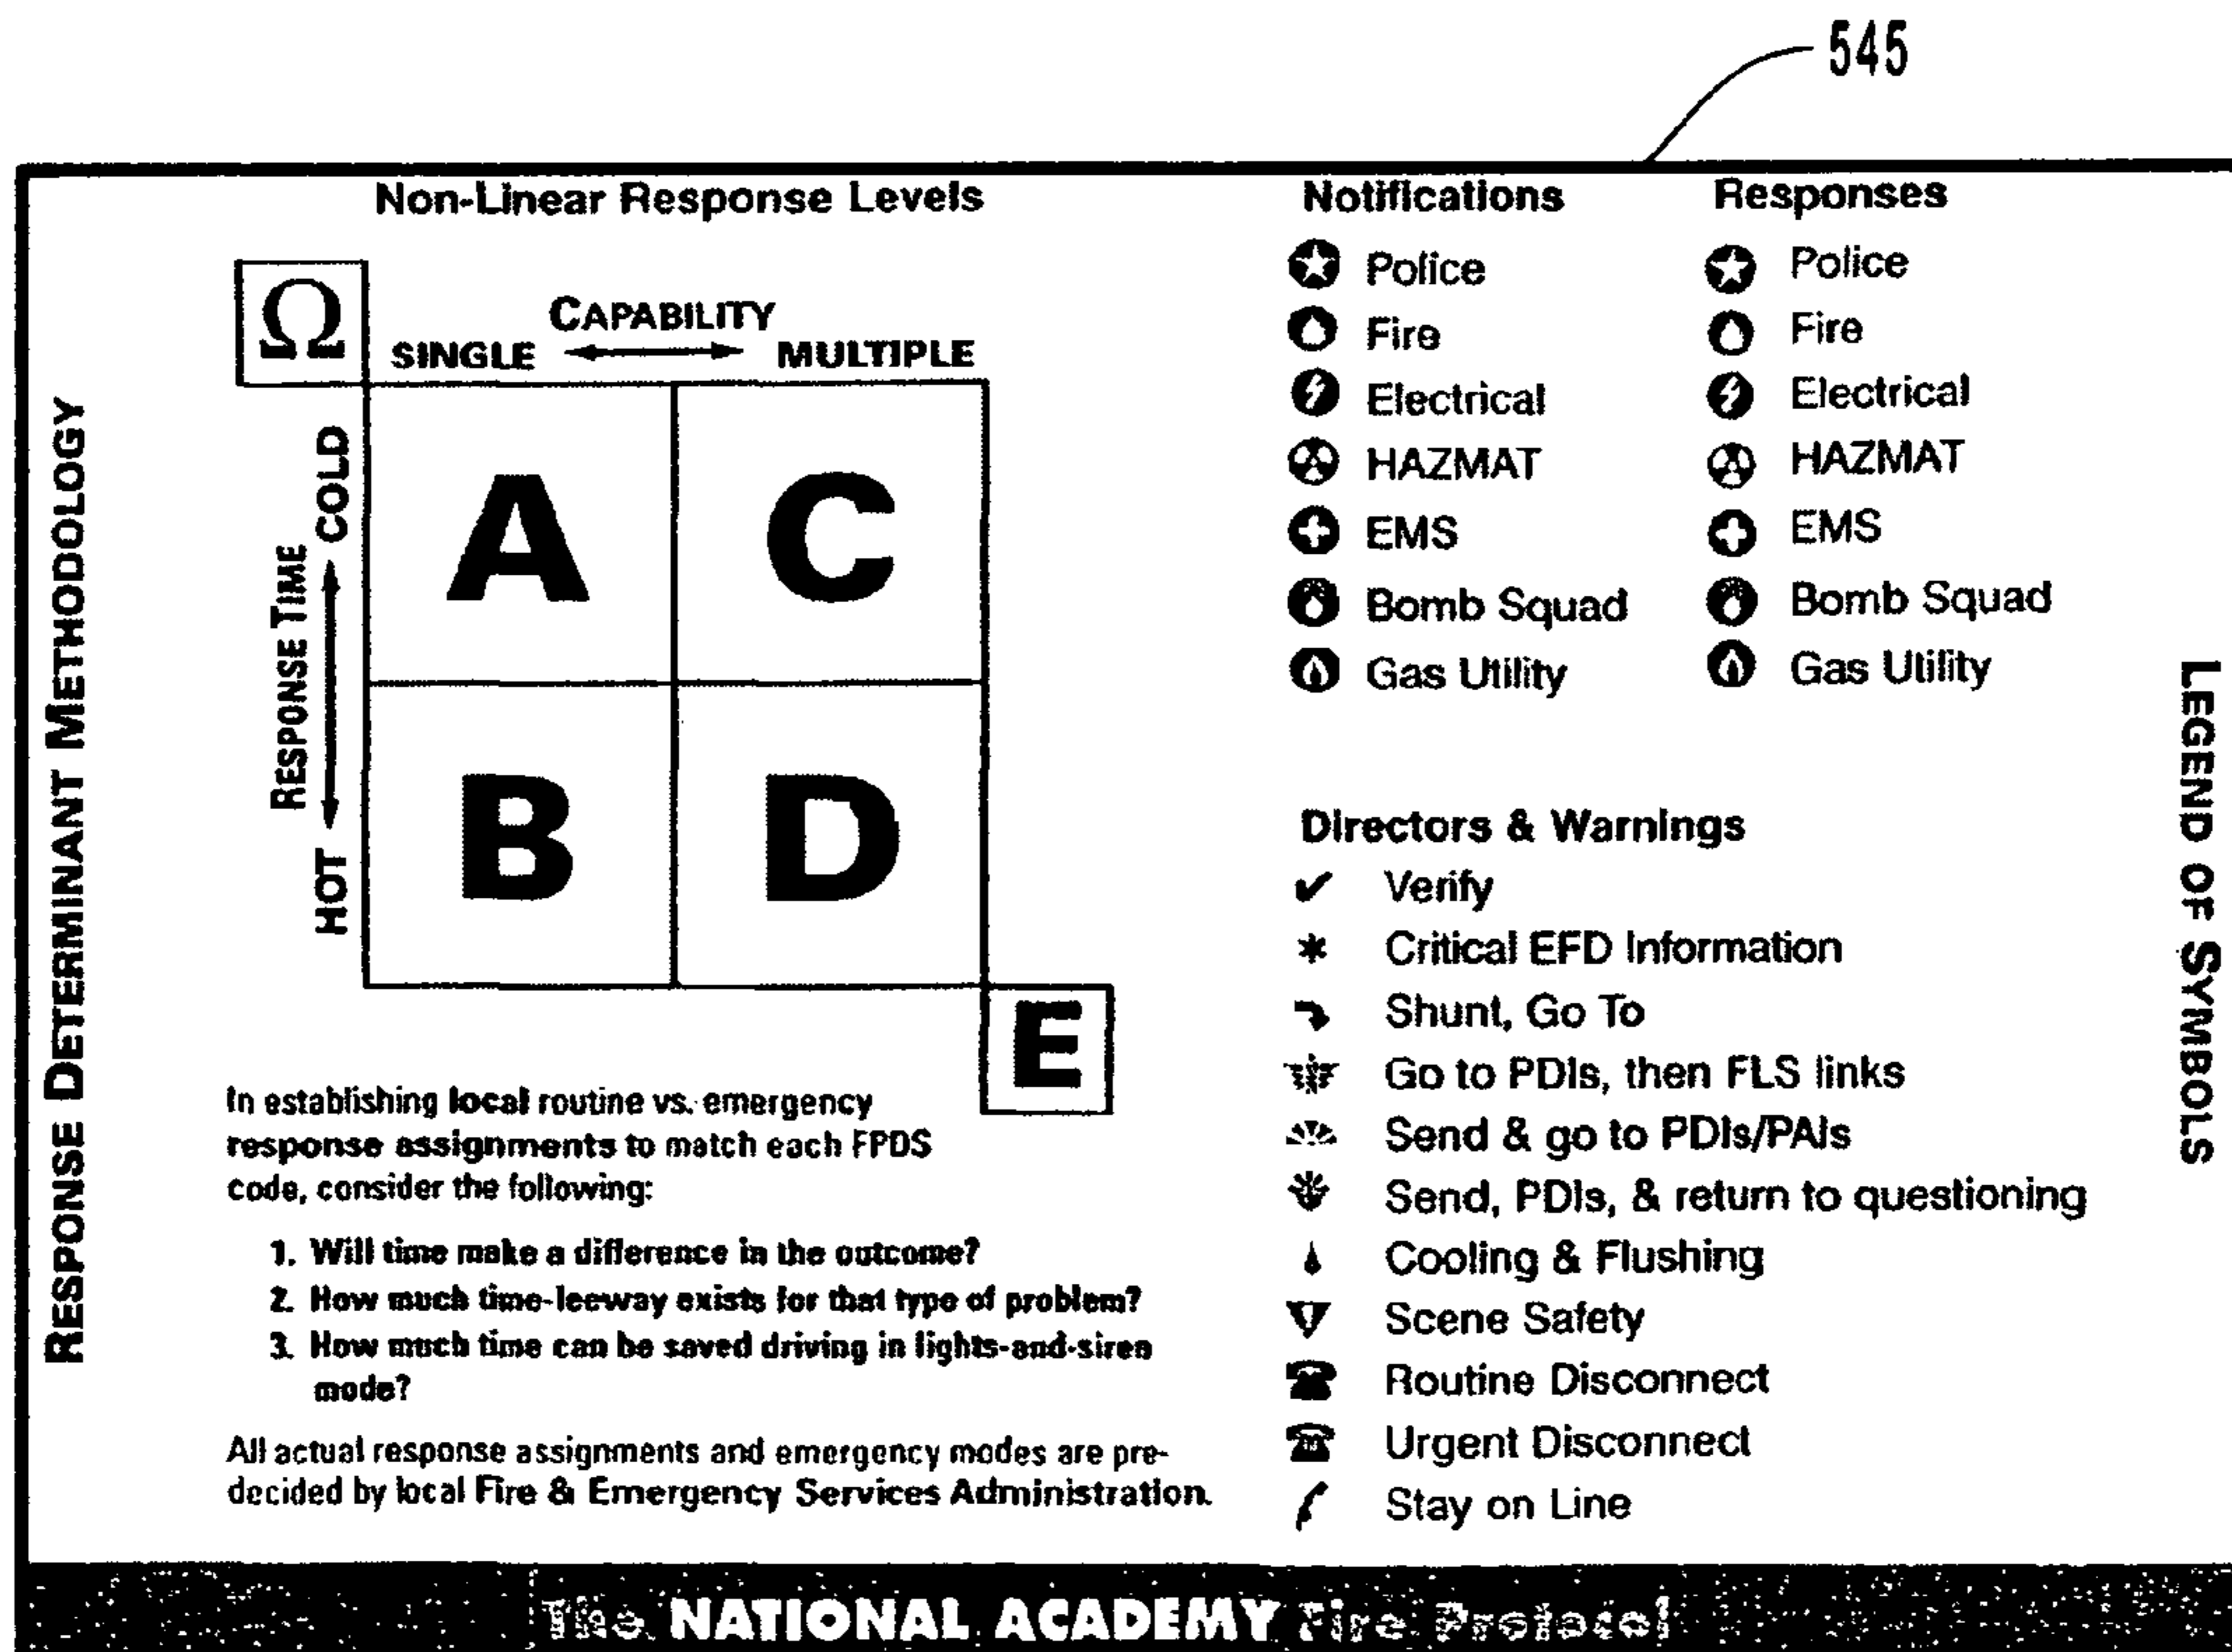 545
RESPONSE DETERMINANT METHODOLOGY
Non-Linear Response Levels
Ω
CAPABILITY
SINGLE MULTIPLE
RESPONSE TIME
COLD
HOT
A C
B D
E
In establishing local routine vs. emergency
response assignments to match each FPDS
code, consider the following:
1. Will time make a difference in the outcome?
2. How much time-leeway exists for that type of problem?
3. How much time can be saved driving in lights-and-siren
mode?
All actual response assignments and emergency modes are pre-
decided by local Fire & Emergency Services Administration.
Notifications
Police
Fire
Electrical
HAZMAT
EMS
Bomb Squad
Gas Utility
Responses
Police
Fire
Electrical
HAZMAT
EMS
Bomb Squad
Gas Utility
Directors & Warnings
✓ Verify
* Critical EFD Information
Shunt, Go To
Go to PDIs, then FLS links
Send & go to PDIs/PAIs
Send, PDIs, & return to questioning
Cooling & Flushing
Scene Safety
Routine Disconnect
Urgent Disconnect
Stay on Line
LEGEND OF SYMBOLS
The NATIONAL ACADEMY Fire Protocol